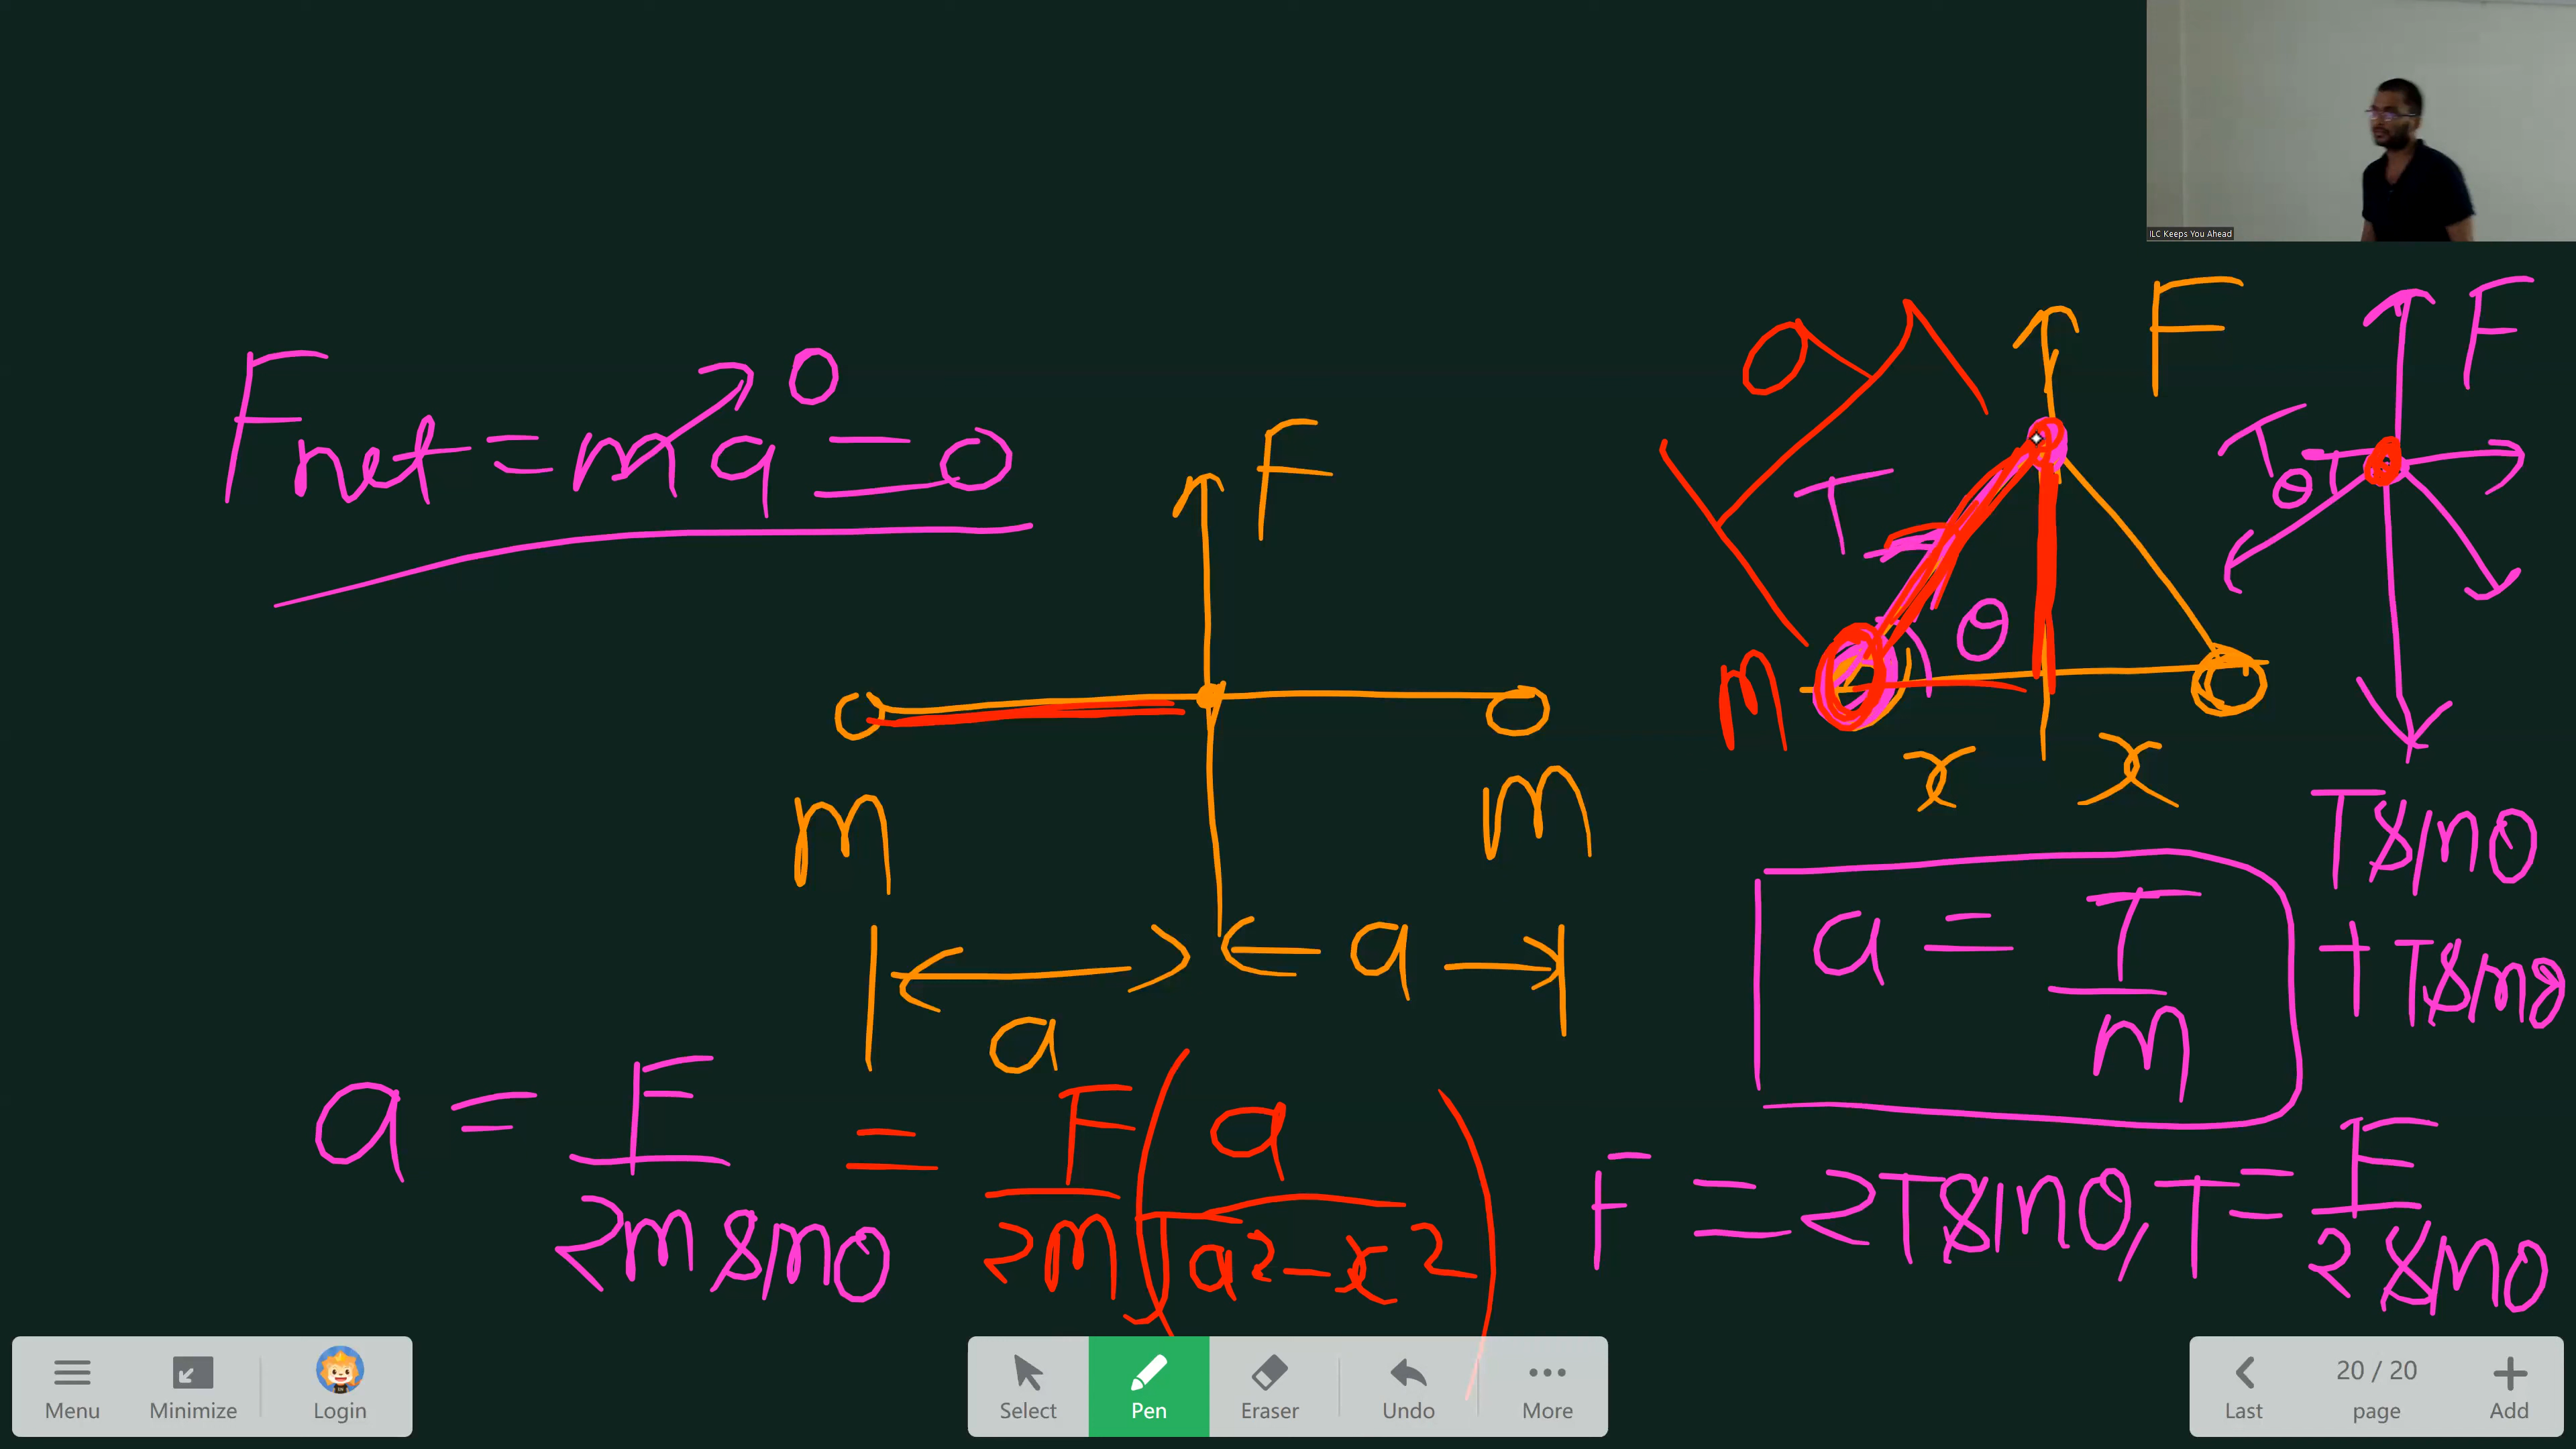 ILC Keeps You Ahead
Fnet = ma = 0
0
F
m
m
a
a
a
F
T
θ
m
x
x
F
T
θ
T sinθ
+ T sinθ
a = T/m
F = 2T sinθ, T = F/2 sinθ
a = F/2m sinθ = F/2m (a/√a²-x²)
Menu
Minimize
Login
Select
Pen
Eraser
Undo
More
Last
20 / 20
page
Add